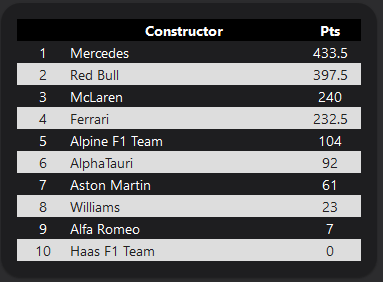 Constructor Pts
1 Mercedes 433.5
2 Red Bull 397.5
3 McLaren 240
4 Ferrari 232.5
5 Alpine F1 Team 104
6 AlphaTauri 92
7 Aston Martin 61
8 Williams 23
9 Alfa Romeo 7
10 Haas F1 Team 0